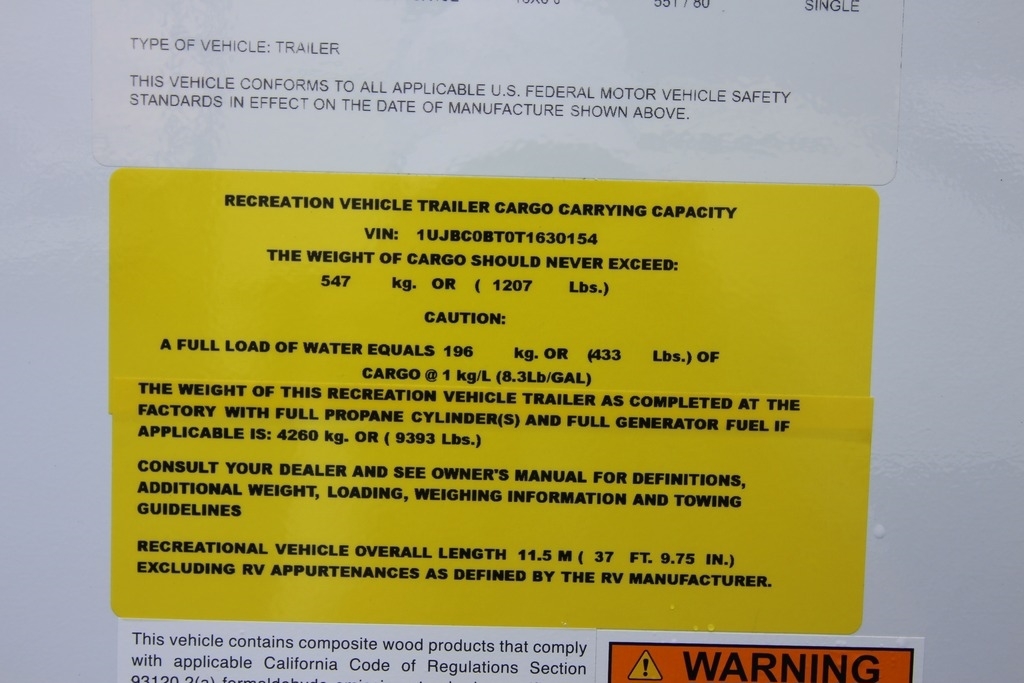 551 / 80 SINGLE
TYPE OF VEHICLE: TRAILER
THIS VEHICLE CONFORMS TO ALL APPLICABLE U.S. FEDERAL MOTOR VEHICLE SAFETY
STANDARDS IN EFFECT ON THE DATE OF MANUFACTURE SHOWN ABOVE.
RECREATION VEHICLE TRAILER CARGO CARRYING CAPACITY
VIN: 1UJBC0BT0T1630154
THE WEIGHT OF CARGO SHOULD NEVER EXCEED:
547 kg. OR ( 1207 Lbs.)
CAUTION:
A FULL LOAD OF WATER EQUALS 196 kg. OR (433 Lbs.) OF
CARGO @ 1 kg/L (8.3Lb/GAL)
THE WEIGHT OF THIS RECREATION VEHICLE TRAILER AS COMPLETED AT THE
FACTORY WITH FULL PROPANE CYLINDER(S) AND FULL GENERATOR FUEL IF
APPLICABLE IS: 4260 kg. OR ( 9393 Lbs.)
CONSULT YOUR DEALER AND SEE OWNER'S MANUAL FOR DEFINITIONS,
ADDITIONAL WEIGHT, LOADING, WEIGHING INFORMATION AND TOWING
GUIDELINES
RECREATIONAL VEHICLE OVERALL LENGTH 11.5 M ( 37 FT. 9.75 IN.)
EXCLUDING RV APPURTENANCES AS DEFINED BY THE RV MANUFACTURER.
This vehicle contains composite wood products that comply
with applicable California Code of Regulations Section
93120.2(a) formaldehyde
WARNING